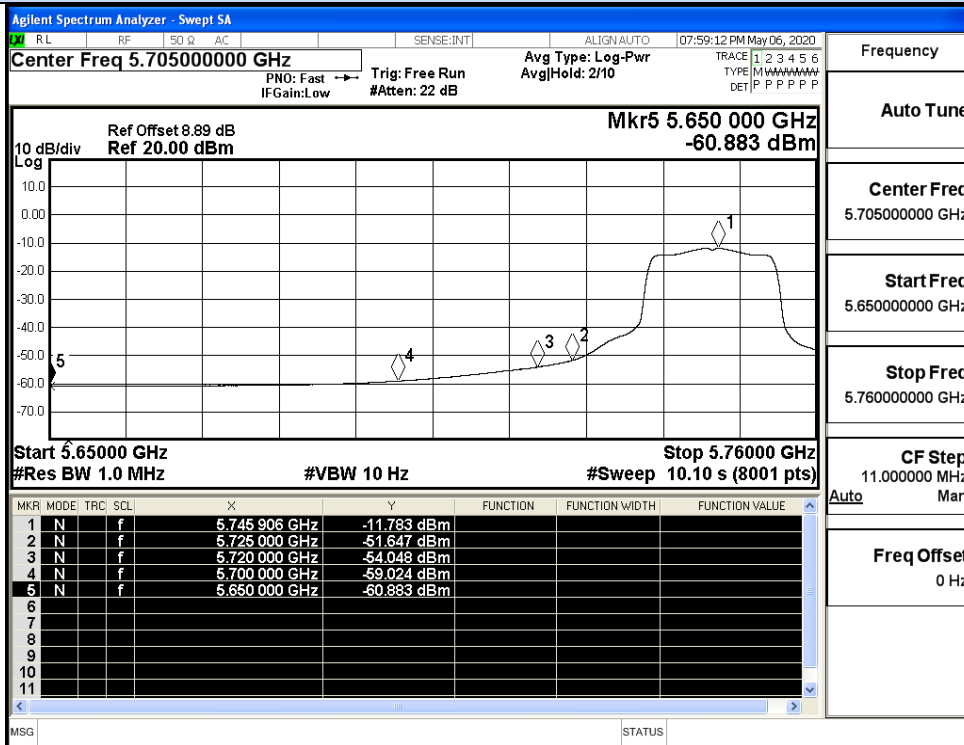 Agilent Spectrum Analyzer - Swept SA
LXI RL RF 50 Ω AC SENSE:INT ALIGN AUTO 07:59:12 PM May 06, 2020
Center Freq 5.705000000 GHz
PNO: Fast
IFGain:Low
Trig: Free Run
#Atten: 22 dB
Avg Type: Log-Pwr
Avg|Hold: 2/10
TRACE 1 2 3 4 5 6
TYPE M W W W W W
DET P P P P P P
Frequency
Mkr5 5.650 000 GHz
-60.883 dBm
Ref Offset 8.89 dB
10 dB/div Ref 20.00 dBm
Log
10.0
0.00
-10.0
-20.0
-30.0
-40.0
-50.0
-60.0
-70.0
1
2
3
4
5
Start 5.65000 GHz Stop 5.76000 GHz
#Res BW 1.0 MHz #VBW 10 Hz #Sweep 10.10 s (8001 pts)
MKR MODE TRC SCL X Y FUNCTION FUNCTION WIDTH FUNCTION VALUE
1 N f 5.745 906 GHz -11.783 dBm
2 N f 5.725 000 GHz -51.647 dBm
3 N f 5.720 000 GHz -54.048 dBm
4 N f 5.700 000 GHz -59.024 dBm
5 N f 5.650 000 GHz -60.883 dBm
6
7
8
9
10
11
MSG STATUS
Auto Tune
Center Freq
5.705000000 GHz
Start Freq
5.650000000 GHz
Stop Freq
5.760000000 GHz
CF Step
11.000000 MHz
Auto Man
Freq Offset
0 Hz